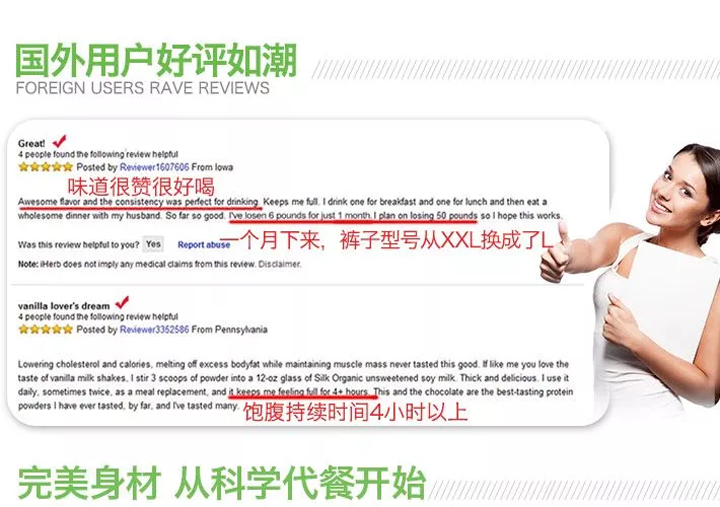 国外用户好评如潮
FOREIGN USERS RAVE REVIEWS
Great!
4 people found the following review helpful
Posted by Reviewer1607606 From Iowa
味道很赞很好喝
Awesome flavor and the consistency was perfect for drinking. Keeps me full. I drink one for breakfast and one for lunch and then eat a
wholesome dinner with my husband. So far so good. I've losen 6 pounds for just 1 month.I plan on losing 50 pounds so I hope this works.
一个月下来，裤子型号从XXL换成了L
Was this review helpful to you? Yes Report abuse
Note: iHerb does not imply any medical claims from this review. Disclaimer.
vanilla lover's dream
4 people found the following review helpful
Posted by Reviewer3352586 From Pennsylvania
Lowering cholesterol and calories, melting off excess bodyfat while maintaining muscle mass never tasted this good. If like me you love the
taste of vanilla milk shakes, I stir 3 scoops of powder into a 12-oz glass of Silk Organic unsweetened soy milk. Thick and delicious. I use it
daily, sometimes twice, as a meal replacement, and it keeps me feeling full for 4+ hours. This and the chocolate are the best-tasting protein
powders I have ever tasted, by far, and I've tasted many.
饱腹持续时间4小时以上
完美身材 从科学代餐开始